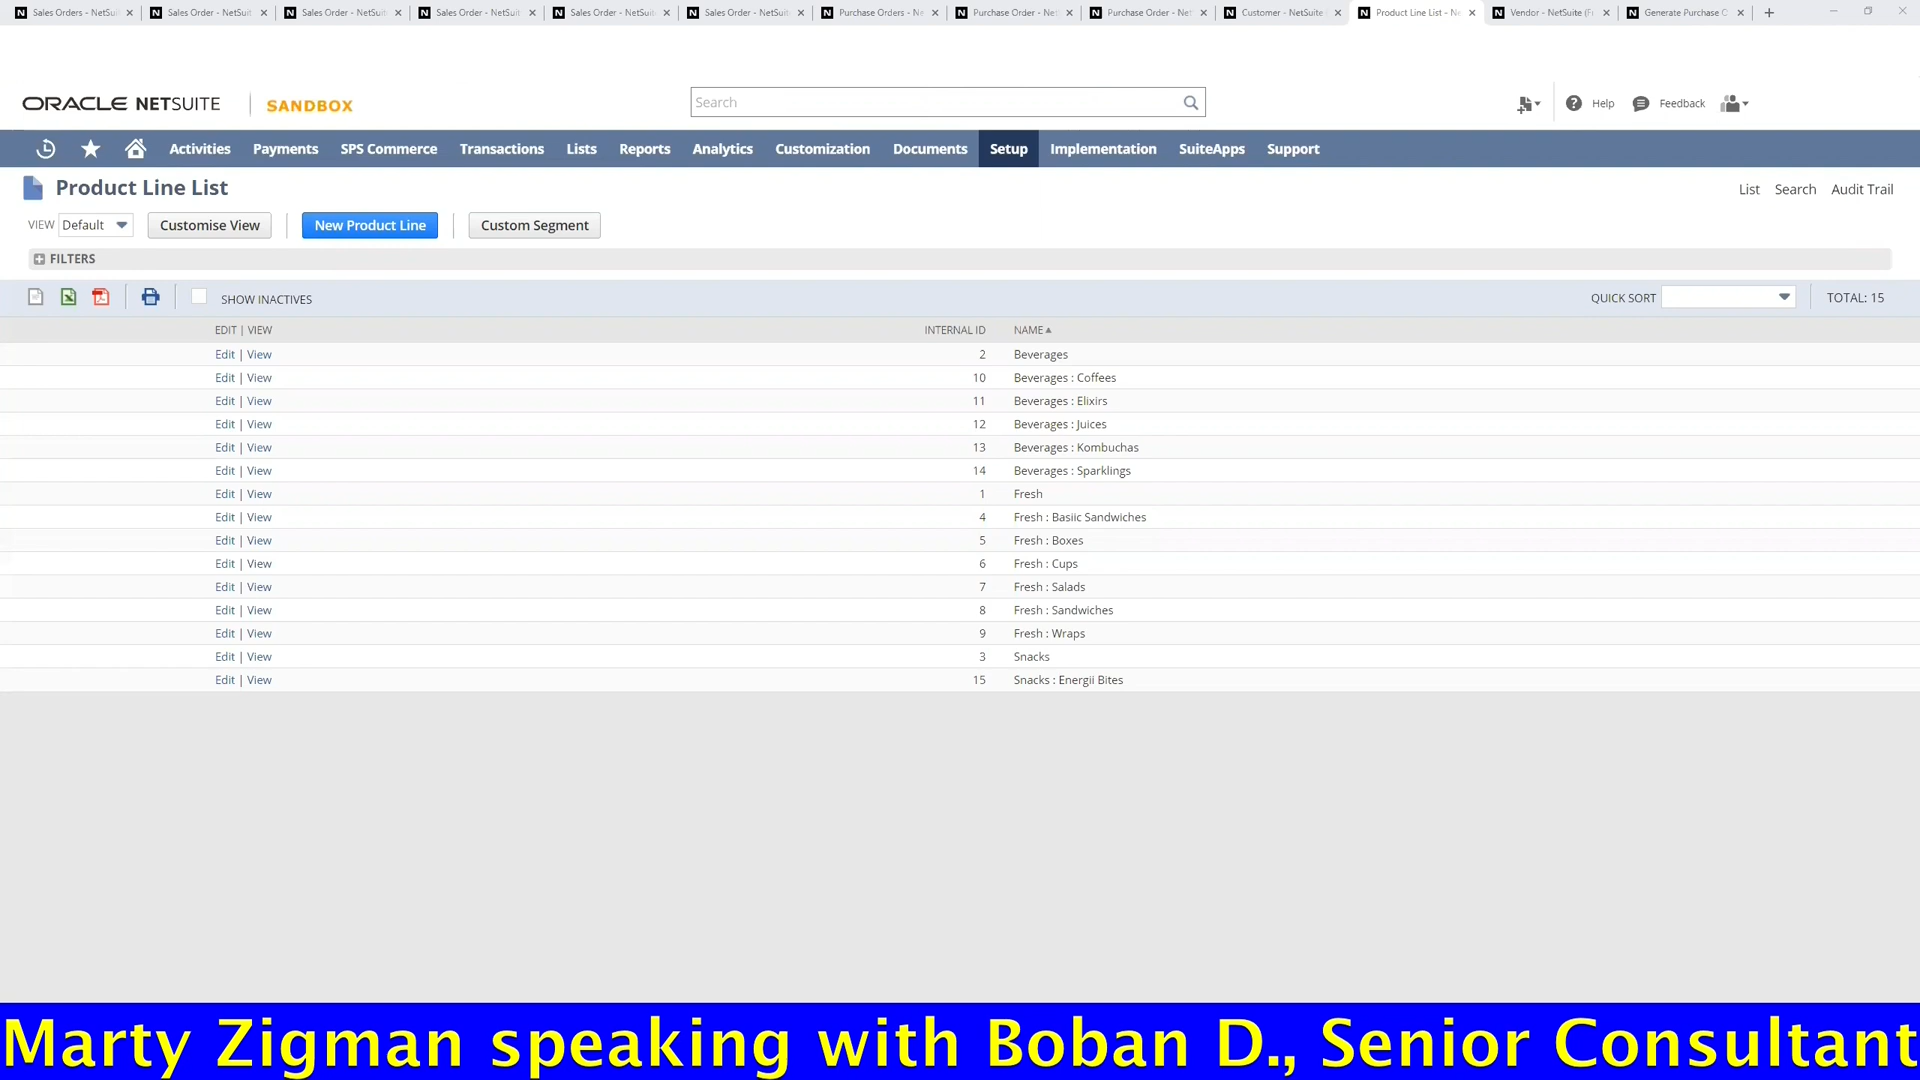 Sales Orders - NetSui Sales Order - NetSuit Sales Order - NetSuit Sales Order - NetSuit Sales Order - NetSuit Sales Order - NetSuit Purchase Orders - Ne Purchase Order - Net Purchase Order - Net Customer - NetSuite Product Line List - Ne Vendor - NetSuite (F Generate Purchase O
ORACLE NETSUITE SANDBOX Search Help Feedback
Activities Payments SPS Commerce Transactions Lists Reports Analytics Customization Documents Setup Implementation SuiteApps Support
Product Line List List Search Audit Trail
VIEW Default Customise View New Product Line Custom Segment
FILTERS
SHOW INACTIVES QUICK SORT TOTAL: 15
EDIT | VIEW INTERNAL ID NAME
Edit | View 2 Beverages
Edit | View 10 Beverages : Coffees
Edit | View 11 Beverages : Elixirs
Edit | View 12 Beverages : Juices
Edit | View 13 Beverages : Kombuchas
Edit | View 14 Beverages : Sparklings
Edit | View 1 Fresh
Edit | View 4 Fresh : Basiic Sandwiches
Edit | View 5 Fresh : Boxes
Edit | View 6 Fresh : Cups
Edit | View 7 Fresh : Salads
Edit | View 8 Fresh : Sandwiches
Edit | View 9 Fresh : Wraps
Edit | View 3 Snacks
Edit | View 15 Snacks : Energii Bites
Marty Zigman speaking with Boban D., Senior Consultant